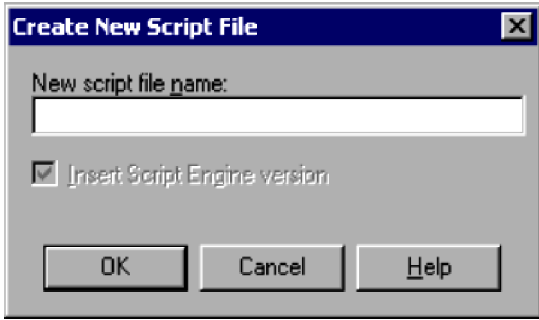 Create New Script File
New script file name:
Insert Script Engine version
OK
Cancel
Help